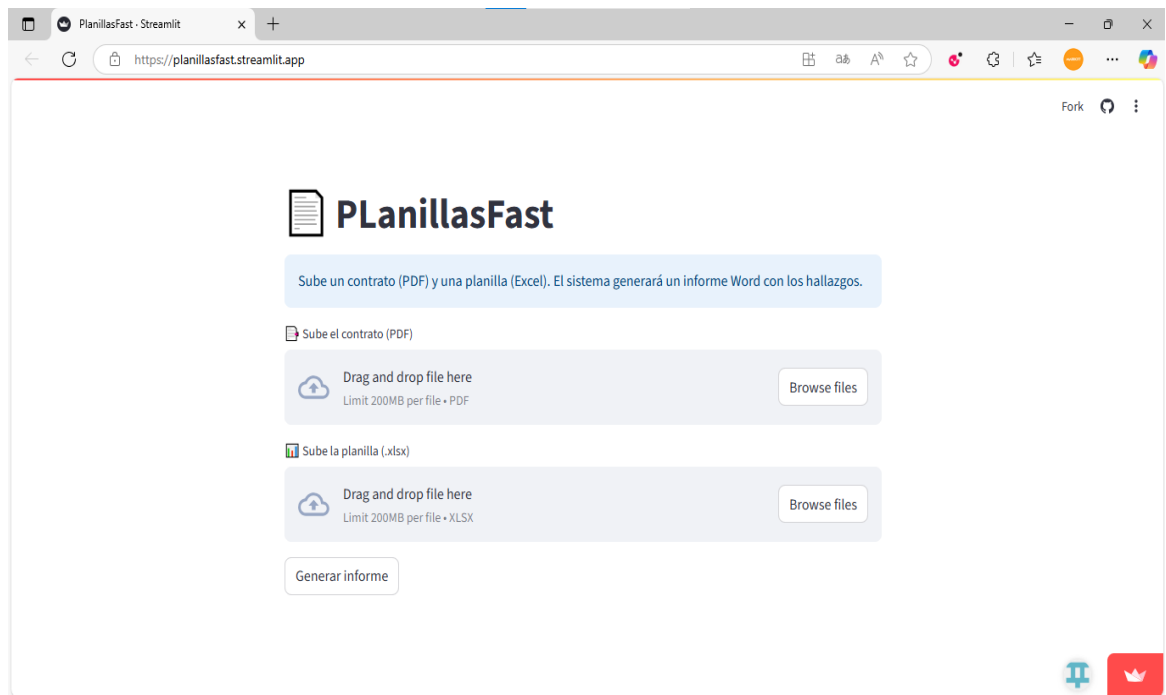 PlanillasFast · Streamlit
https://planillasfast.streamlit.app
Fork
PLanillasFast
Sube un contrato (PDF) y una planilla (Excel). El sistema generará un informe Word con los hallazgos.
Sube el contrato (PDF)
Drag and drop file here
Limit 200MB per file • PDF
Browse files
Sube la planilla (.xlsx)
Drag and drop file here
Limit 200MB per file • XLSX
Browse files
Generar informe